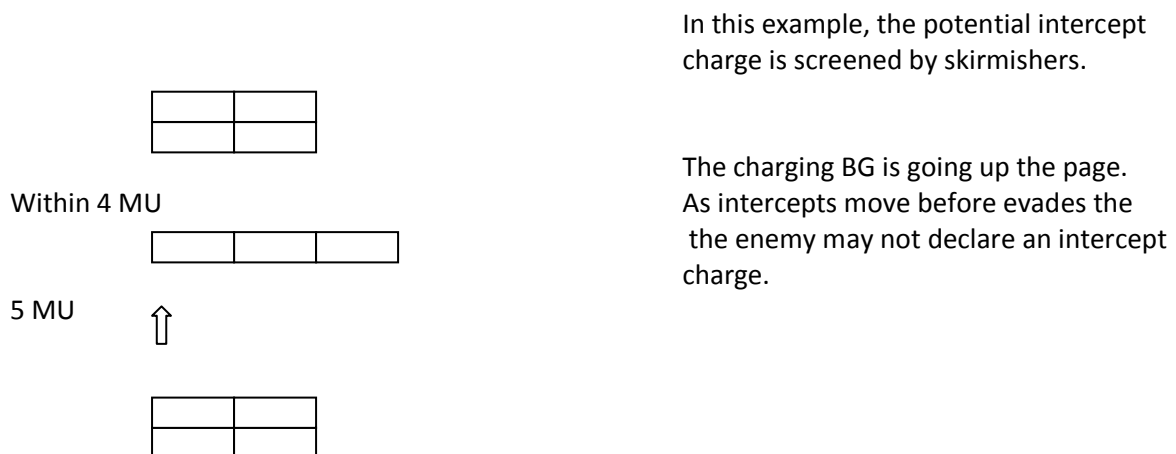 In this example, the potential intercept
charge is screened by skirmishers.
The charging BG is going up the page.
Within 4 MU
As intercepts move before evades the
the enemy may not declare an intercept
charge.
5 MU